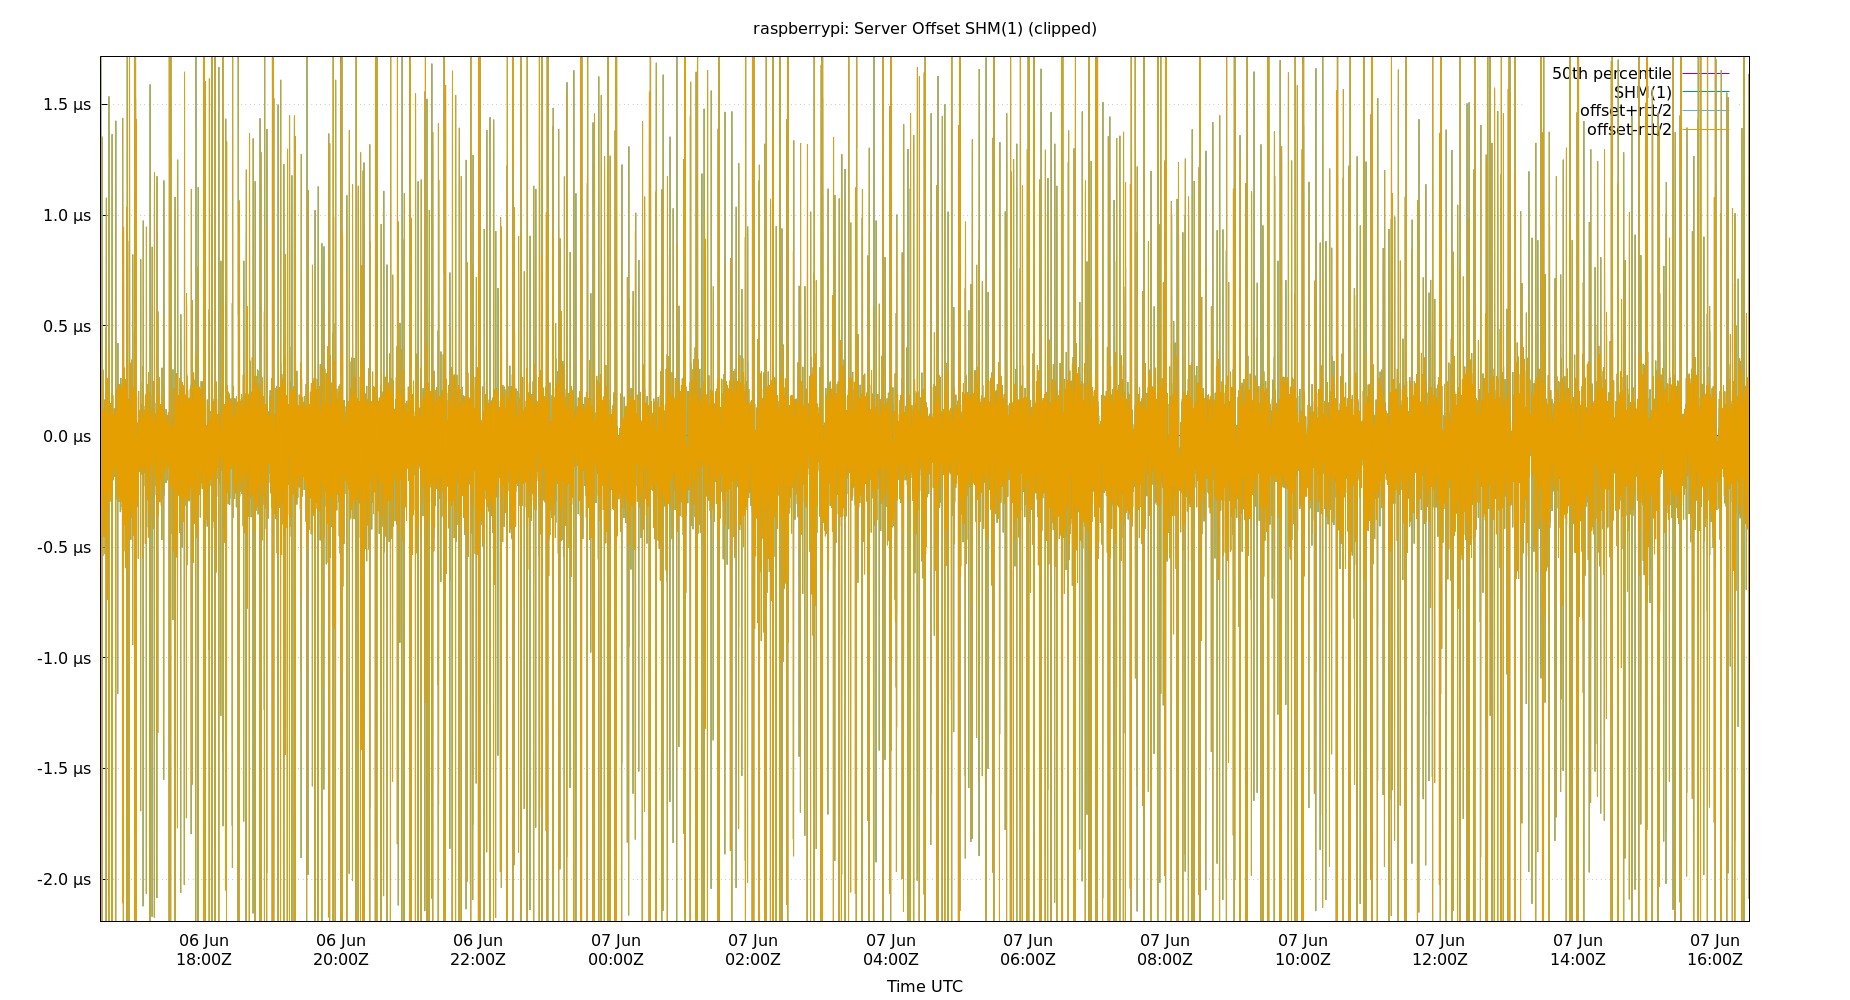 raspberrypi: Server Offset SHM(1) (clipped)
50th percentile
SHM(1)
offset+rtt/2
offset-rtt/2
1.5 µs
1.0 µs
0.5 µs
0.0 µs
-0.5 µs
-1.0 µs
-1.5 µs
-2.0 µs
06 Jun 06 Jun 06 Jun 07 Jun 07 Jun 07 Jun 07 Jun 07 Jun 07 Jun 07 Jun 07 Jun 07 Jun
18:00Z 20:00Z 22:00Z 00:00Z 02:00Z 04:00Z 06:00Z 08:00Z 10:00Z 12:00Z 14:00Z 16:00Z
Time UTC